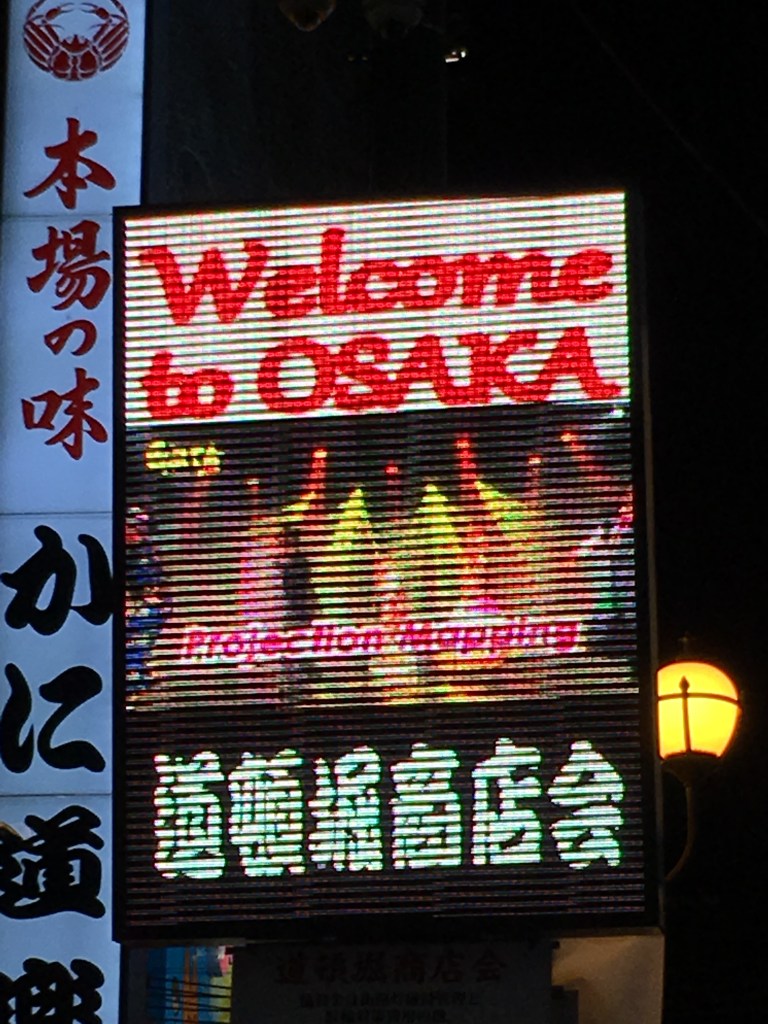 本場の味
かに道
Welcome
to OSAKA
Projection Mapping
道頓堀商店会
道頓堀商店会